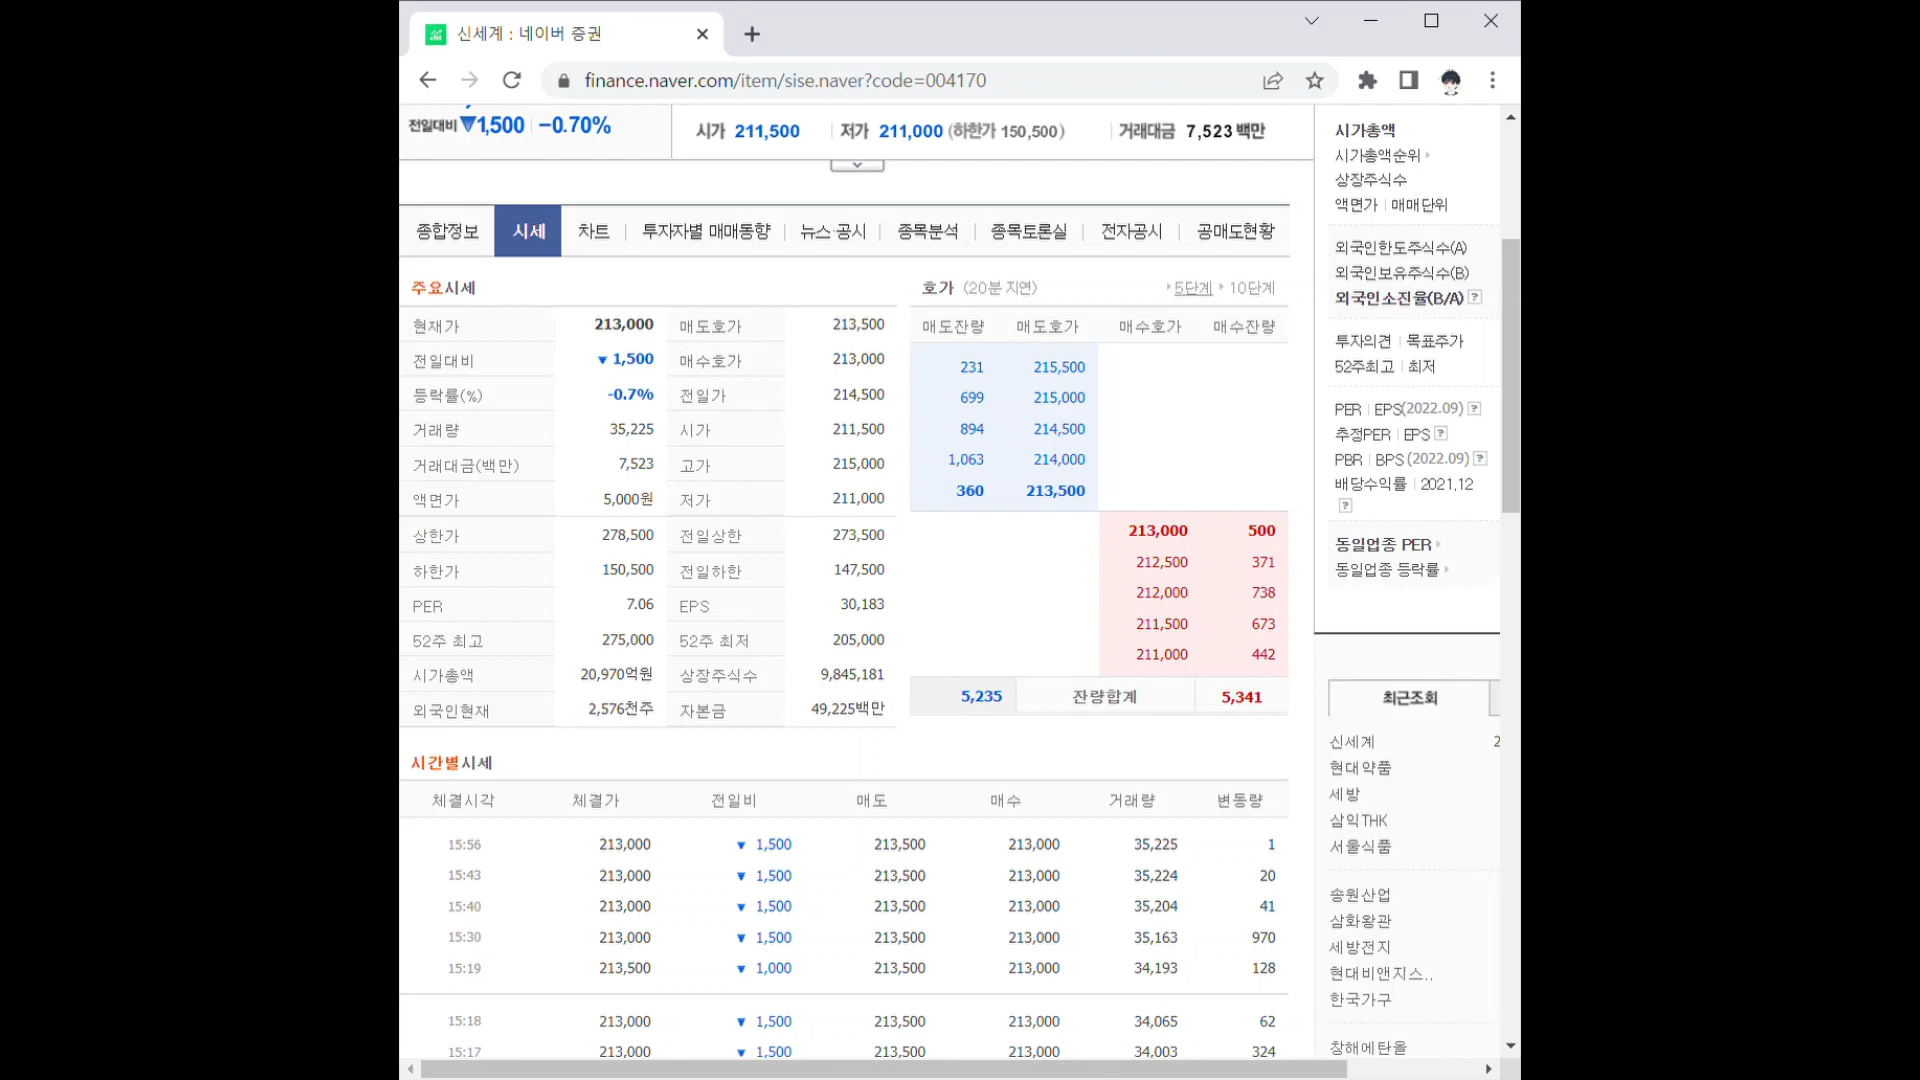 신세계 : 네이버 증권
finance.naver.com/item/sise.naver?code=004170
전일대비 ▼1,500 -0.70%
시가 211,500 저가 211,000 (하한가 150,500) 거래대금 7,523 백만
종합정보 시세 차트 투자자별 매매동향 뉴스·공시 종목분석 종목토론실 전자공시 공매도현황
주요시세
현재가 213,000 매도호가 213,500
전일대비 ▼ 1,500 매수호가 213,000
등락률(%) -0.7% 전일가 214,500
거래량 35,225 시가 211,500
거래대금(백만) 7,523 고가 215,000
액면가 5,000원 저가 211,000
상한가 278,500 전일상한 273,500
하한가 150,500 전일하한 147,500
PER 7.06 EPS 30,183
52주 최고 275,000 52주 최저 205,000
시가총액 20,970억원 상장주식수 9,845,181
외국인현재 2,576천주 자본금 49,225백만
호가 (20분 지연) 5단계 10단계
매도잔량 매도호가 매수호가 매수잔량
231 215,500
699 215,000
894 214,500
1,063 214,000
360 213,500
213,000 500
212,500 371
212,000 738
211,500 673
211,000 442
5,235 잔량합계 5,341
시간별시세
체결시각 체결가 전일비 매도 매수 거래량 변동량
15:56 213,000 ▼ 1,500 213,500 213,000 35,225 1
15:43 213,000 ▼ 1,500 213,500 213,000 35,224 20
15:40 213,000 ▼ 1,500 213,500 213,000 35,204 41
15:30 213,000 ▼ 1,500 213,500 213,000 35,163 970
15:19 213,500 ▼ 1,000 213,500 213,000 34,193 128
15:18 213,000 ▼ 1,500 213,500 213,000 34,065 62
15:17 213,000 ▼ 1,500 213,500 213,000 34,003 324
시가총액
시가총액순위
상장주식수
액면가 매매단위
외국인한도주식수(A)
외국인보유주식수(B)
외국인소진율(B/A) ?
투자의견 목표주가
52주최고 최저
PER EPS(2022.09) ?
추정PER EPS ?
PBR BPS (2022.09) ?
배당수익률 2021.12
?
동일업종 PER
동일업종 등락률
최근조회
신세계 2
현대약품
세방
삼익THK
서울식품
송원산업
삼화왕관
세방전지
현대비앤지스..
한국가구
창해에탄올